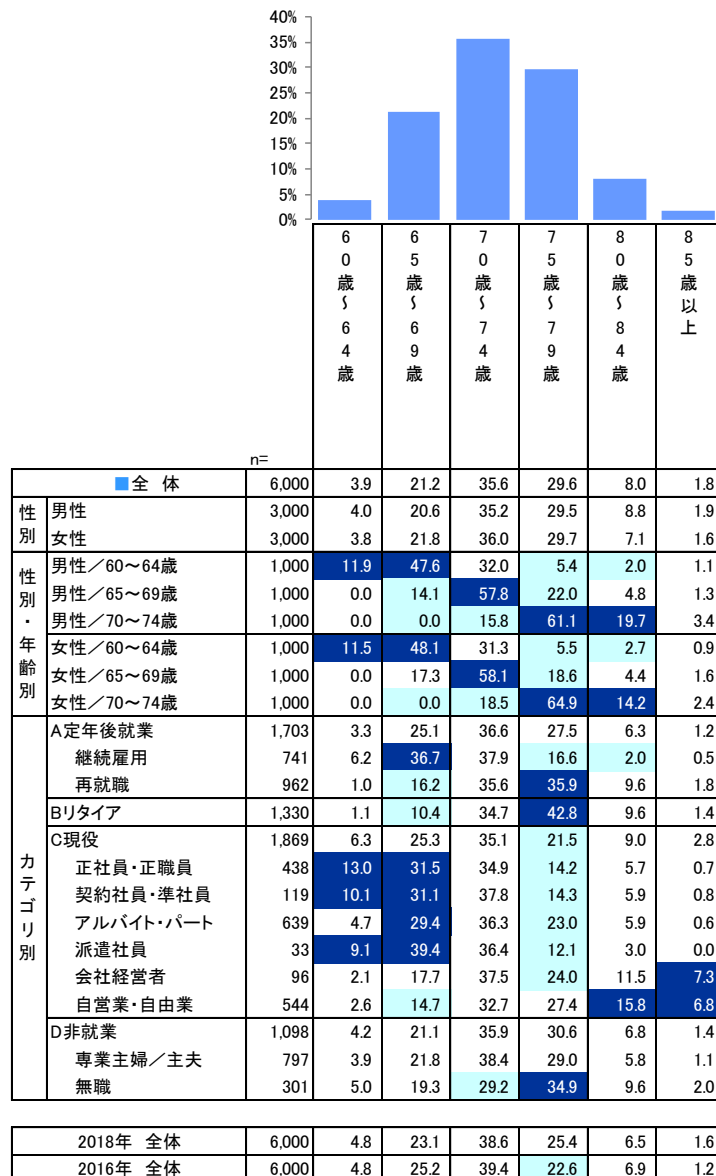 40%
35%
30%
25%
20%
15%
10%
5%
0%
60歳〜64歳
65歳〜69歳
70歳〜74歳
75歳〜79歳
80歳〜84歳
85歳以上
n=
全 体 6,000 3.9 21.2 35.6 29.6 8.0 1.8
性別
男性 3,000 4.0 20.6 35.2 29.5 8.8 1.9
女性 3,000 3.8 21.8 36.0 29.7 7.1 1.6
性別・年齢別
男性／60〜64歳 1,000 11.9 47.6 32.0 5.4 2.0 1.1
男性／65〜69歳 1,000 0.0 14.1 57.8 22.0 4.8 1.3
男性／70〜74歳 1,000 0.0 0.0 15.8 61.1 19.7 3.4
女性／60〜64歳 1,000 11.5 48.1 31.3 5.5 2.7 0.9
女性／65〜69歳 1,000 0.0 17.3 58.1 18.6 4.4 1.6
女性／70〜74歳 1,000 0.0 0.0 18.5 64.9 14.2 2.4
カテゴリ別
A定年後就業 1,703 3.3 25.1 36.6 27.5 6.3 1.2
継続雇用 741 6.2 36.7 37.9 16.6 2.0 0.5
再就職 962 1.0 16.2 35.6 35.9 9.6 1.8
Bリタイア 1,330 1.1 10.4 34.7 42.8 9.6 1.4
C現役 1,869 6.3 25.3 35.1 21.5 9.0 2.8
正社員・正職員 438 13.0 31.5 34.9 14.2 5.7 0.7
契約社員・準社員 119 10.1 31.1 37.8 14.3 5.9 0.8
アルバイト・パート 639 4.7 29.4 36.3 23.0 5.9 0.6
派遣社員 33 9.1 39.4 36.4 12.1 3.0 0.0
会社経営者 96 2.1 17.7 37.5 24.0 11.5 7.3
自営業・自由業 544 2.6 14.7 32.7 27.4 15.8 6.8
D非就業 1,098 4.2 21.1 35.9 30.6 6.8 1.4
専業主婦／主夫 797 3.9 21.8 38.4 29.0 5.8 1.1
無職 301 5.0 19.3 29.2 34.9 9.6 2.0
2018年 全体 6,000 4.8 23.1 38.6 25.4 6.5 1.6
2016年 全体 6,000 4.8 25.2 39.4 22.6 6.9 1.2